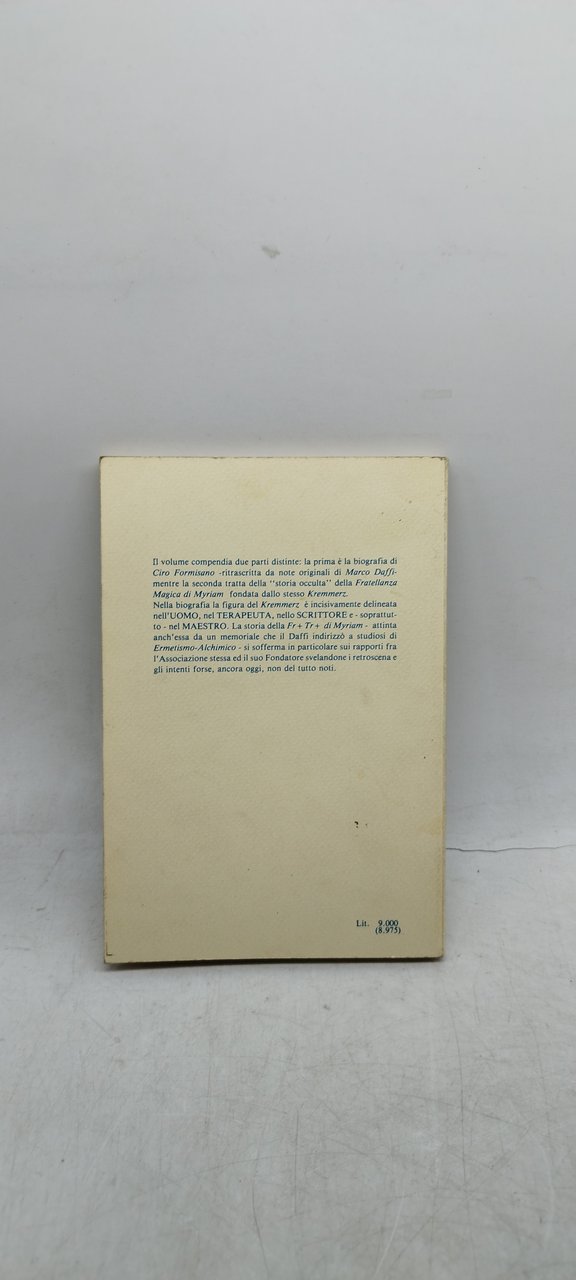 Il volume compendia due parti distinte: la prima è la biografia di
Ciro Formisano -ritrascritta da note originali di Marco Daffi-
mentre la seconda tratta della "storia occulta" della Fratellanza
Magica di Myriam fondata dallo stesso Kremmerz.
Nella biografia la figura del Kremmerz è incisivamente delineata
nell'UOMO, nel TERAPEUTA, nello SCRITTORE e - soprattut-
to - nel MAESTRO. La storia della Fr+Tr+ di Myriam - attinta
anch'essa da un memoriale che il Daffi indirizzò a studiosi di
Ermetismo-Alchimico - si sofferma in particolare sui rapporti fra
l'Associazione stessa ed il suo Fondatore svelandone i retroscena e
gli intenti forse, ancora oggi, non del tutto noti.
Lit. 9.000
(8.975)